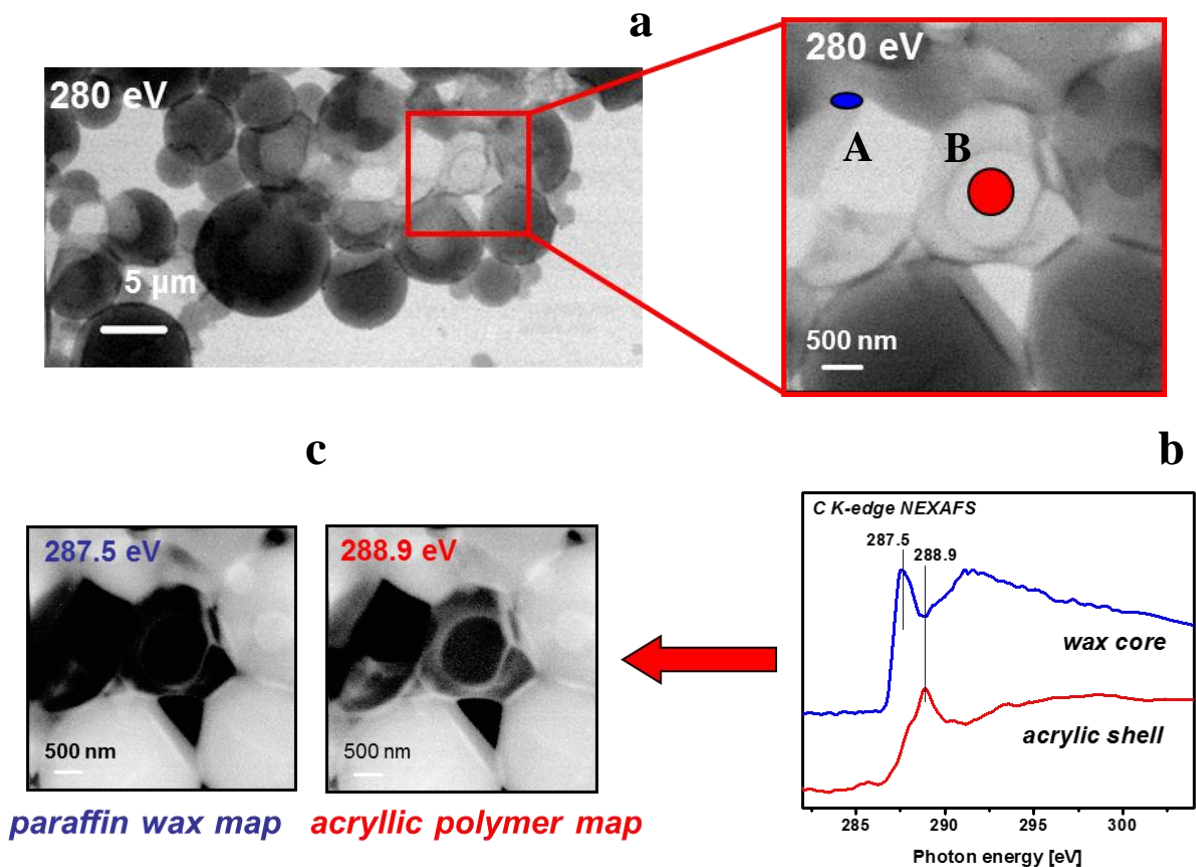 a
280 eV
5 µm
280 eV
A
B
500 nm
c
b
287.5 eV
500 nm
288.9 eV
500 nm
paraffin wax map
acryllic polymer map
C K-edge NEXAFS
287.5
288.9
wax core
acrylic shell
285 290 295 300
Photon energy [eV]